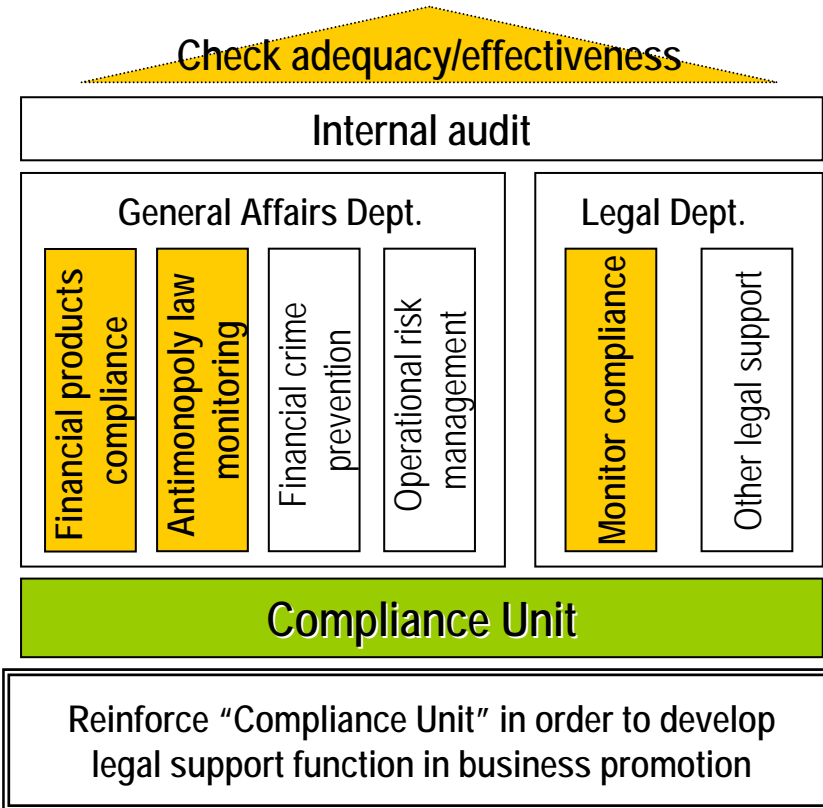 Check adequacy/effectiveness
Internal audit
General Affairs Dept.
Financial products
compliance
Antimonopoly law
monitoring
Financial crime
prevention
Operational risk
management
Legal Dept.
Monitor compliance
Other legal support
Compliance Unit
Reinforce “Compliance Unit” in order to develop
legal support function in business promotion